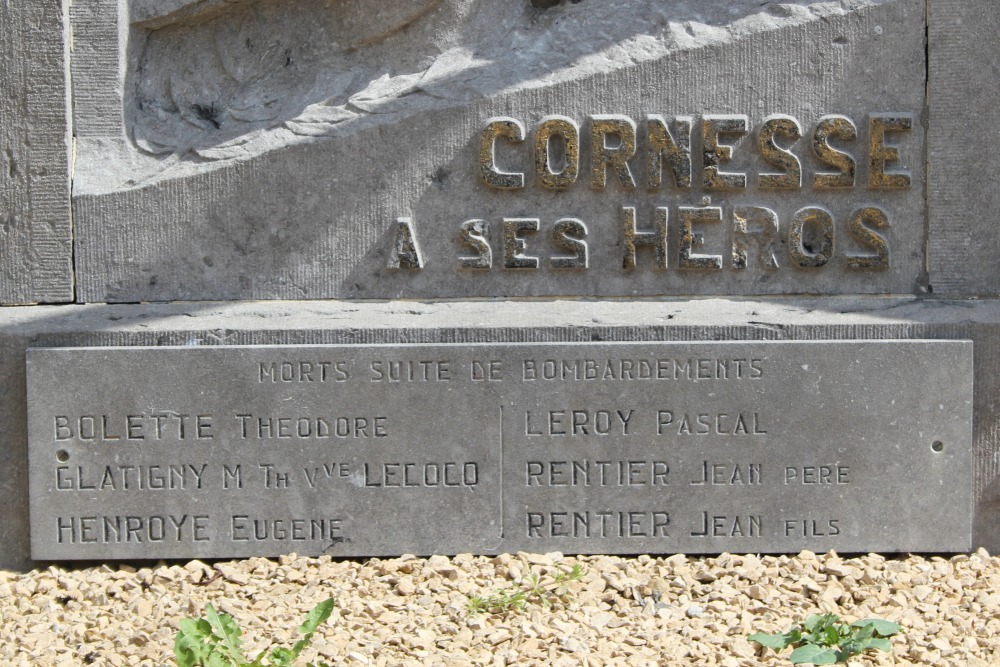 CORNESSE
A SES HÉROS
MORTS SUITE DE BOMBARDEMENTS
BOLETTE THEODORE
GLATIGNY M TH VVE LECOCQ
HENROYE EUGENE
LEROY PASCAL
RENTIER JEAN PERE
RENTIER JEAN FILS